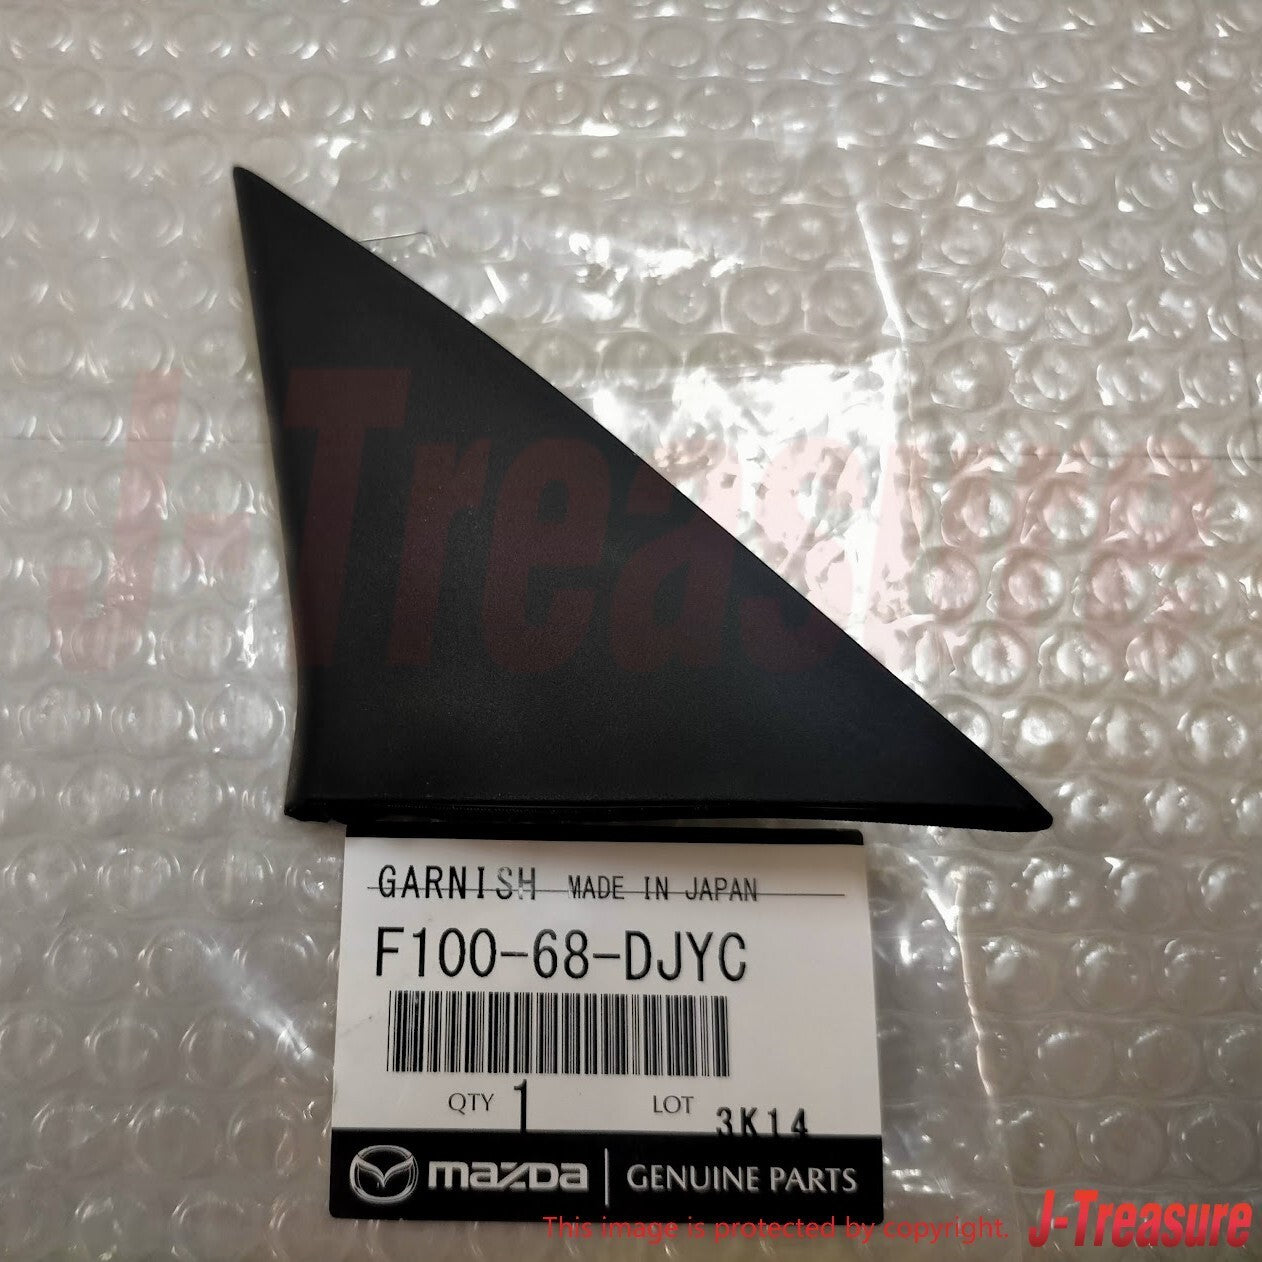 J-Treasure
GARNISH MADE IN JAPAN
F100-68-DJYC
QTY 1 LOT 3K14
mazda GENUINE PARTS
This image is protected by copyright. J-Treasure